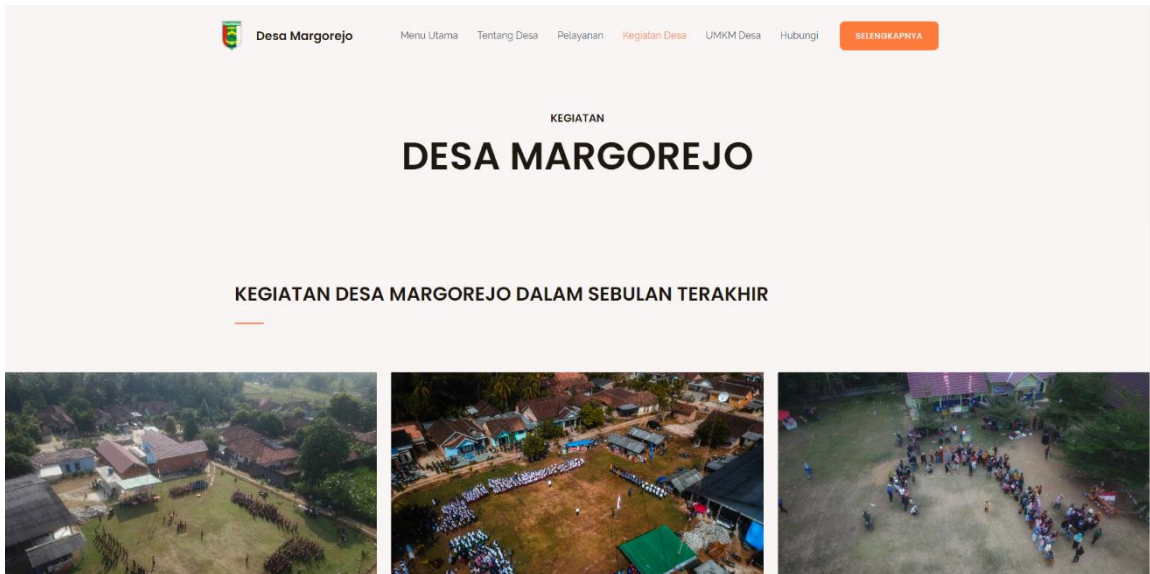 Desa Margorejo
Menu Utama Tentang Desa Pelayanan Kegiatan Desa UMKM Desa Hubungi SELENGKAPNYA
KEGIATAN
DESA MARGOREJO
KEGIATAN DESA MARGOREJO DALAM SEBULAN TERAKHIR